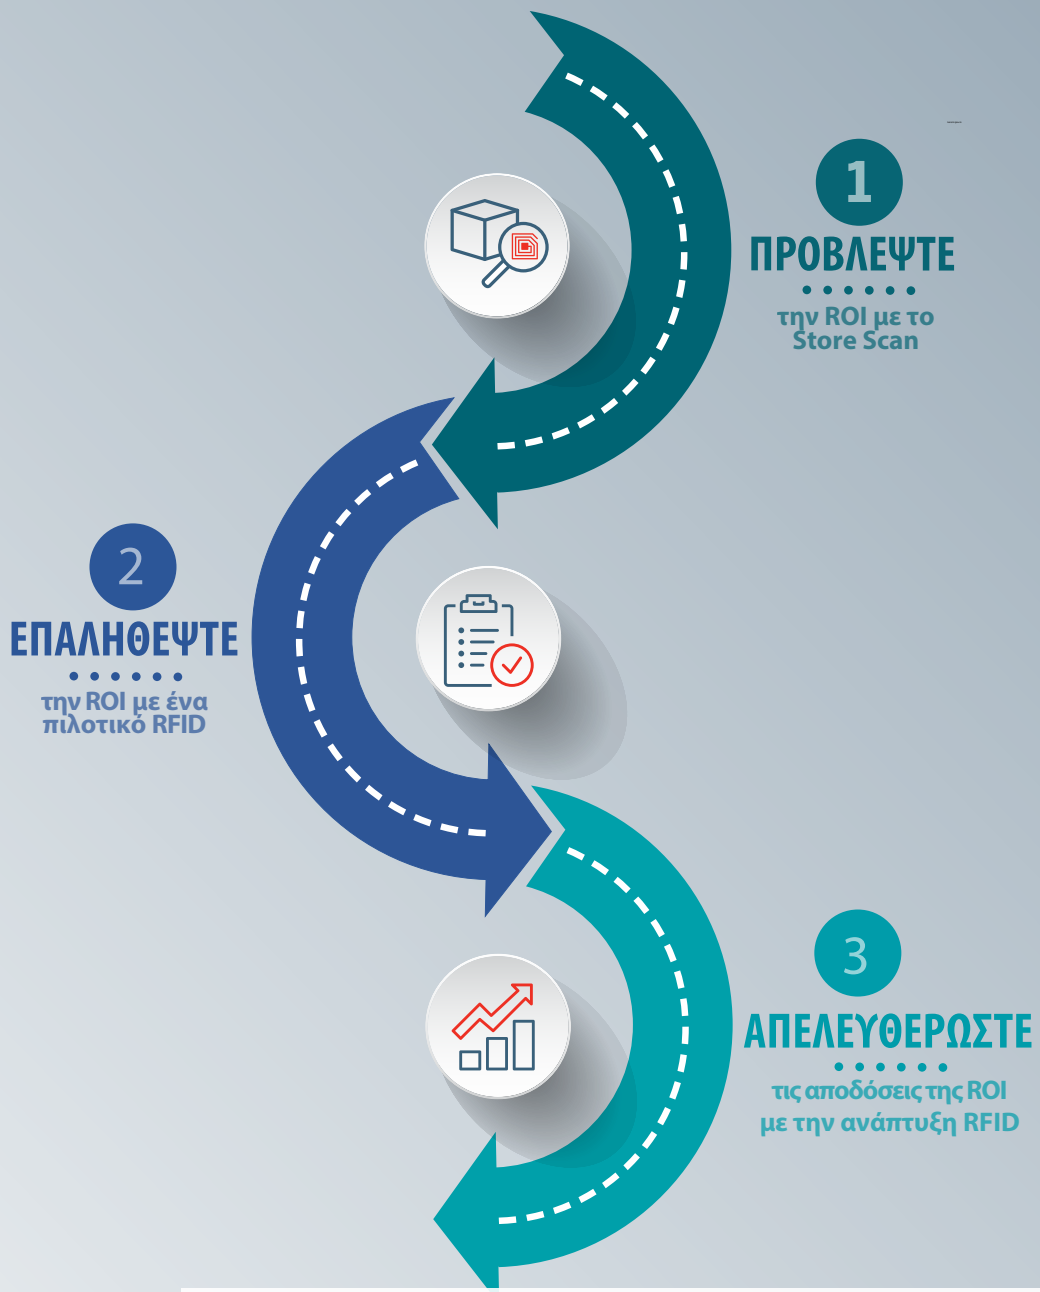 1
ΠΡΟΒΛΕΨΤΕ
την ROI με το
Store Scan
2
ΕΠΑΛΗΘΕΨΤΕ
την ROI με ένα
πιλοτικό RFID
3
ΑΠΕΛΕΥΘΕΡΩΣΤΕ
τις αποδόσεις της ROI
με την ανάπτυξη RFID